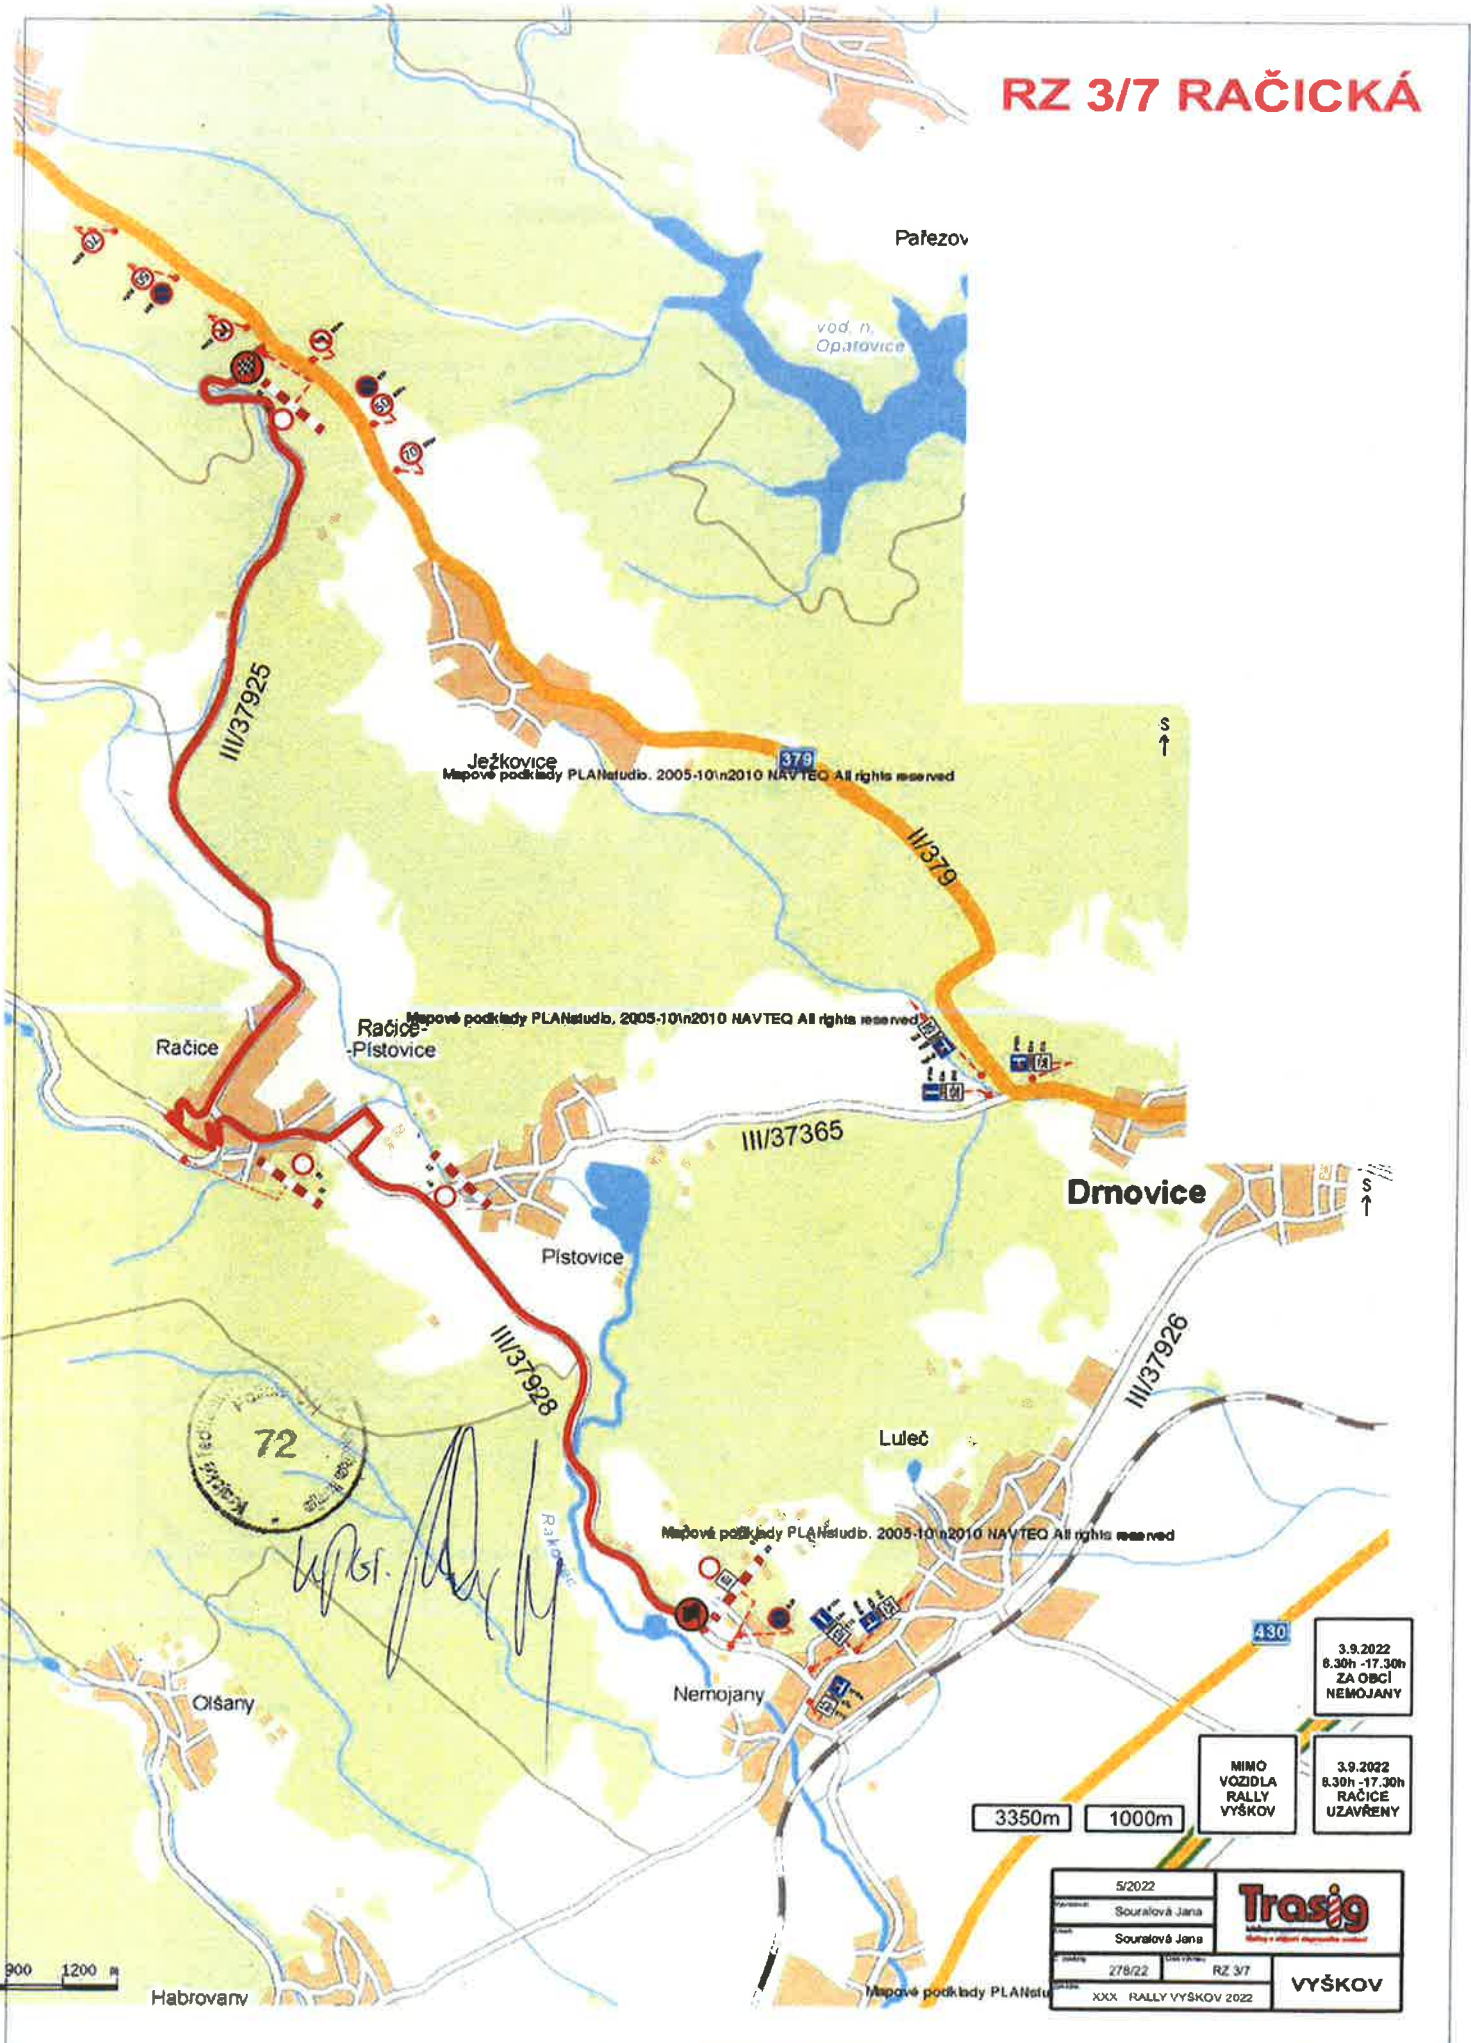 RZ 3/7 RAČICKÁ
Pařezov
vod. n.
Opatovice
70
50
50
70
III/37925
Ježkovice
Mapové podklady PLANstudio. 2005-10\n2010 NAVTEQ All rights reserved
379
S
II/379
Mapové podklady PLANstudio. 2005-10\n2010 NAVTEQ All rights reserved
Račice
Račice-
-Pístovice
III/37365
Drnovice
S
Pístovice
III/37928
III/37926
72
Luleč
Mapové podklady PLANstudio. 2005-10\n2010 NAVTEQ All rights reserved
Rakovec
430
3.9.2022
8.30h -17.30h
ZA OBCÍ
NEMOJANY
Nemojany
Olšany
MIMO
VOZIDLA
RALLY
VYŠKOV
3.9.2022
8.30h -17.30h
RAČICE
UZAVŘENY
3350m
1000m
5/2022
Trasig
Souralová Jana
Souralová Jana
278/22
RZ 3/7
VYŠKOV
XXX RALLY VYŠKOV 2022
900 1200 m
Habrovany
Mapové podklady PLANstu